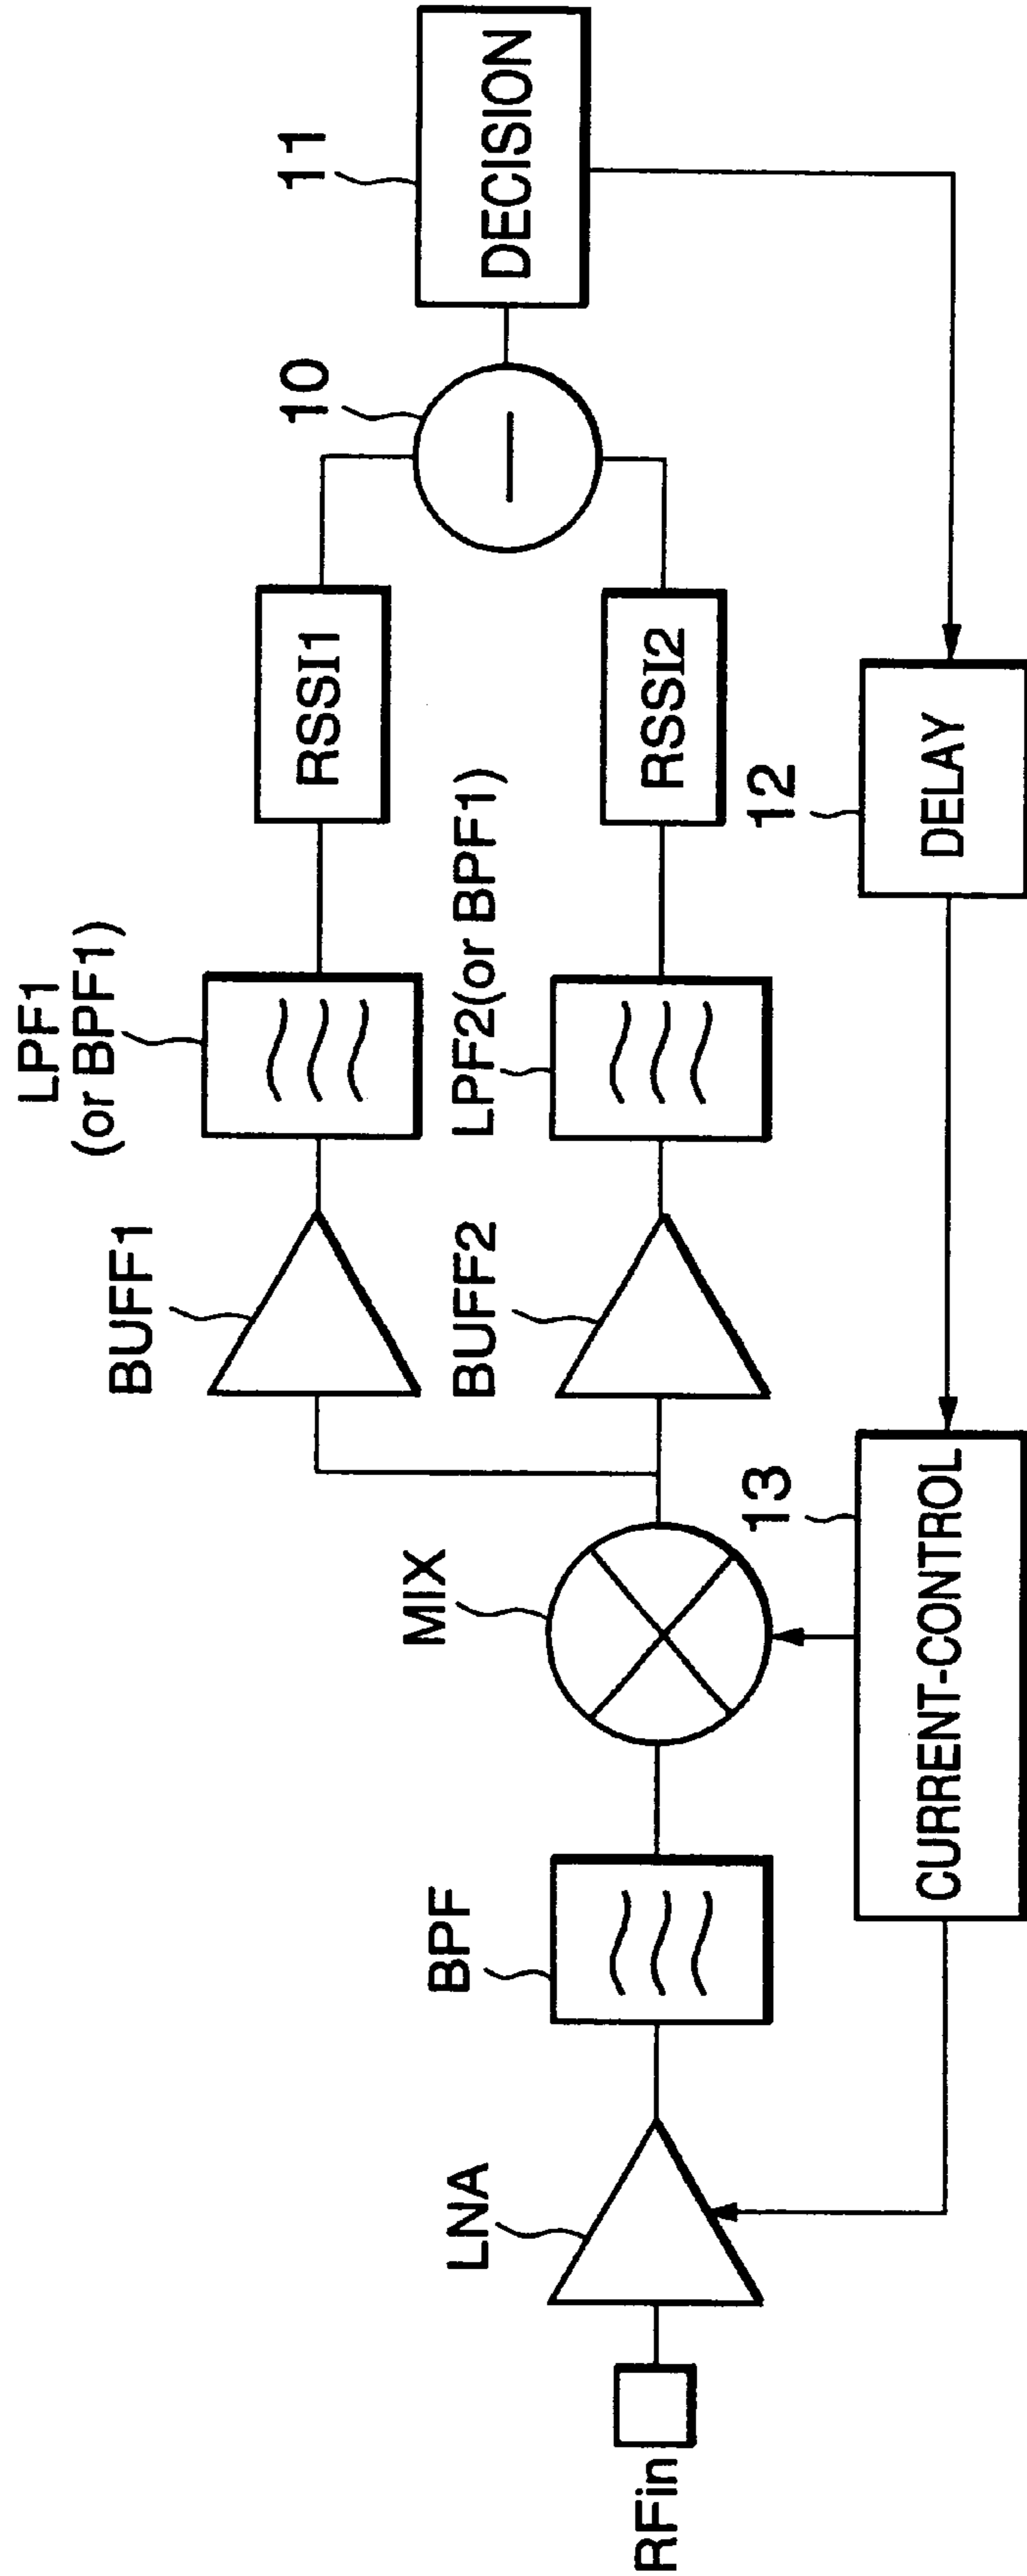 RFin
LNA
BPF
MIX
BUFF1
BUFF2
LPF1
(or BPF1)
LPF2(or BPF1)
RSSI1
RSSI2
10
11
DECISION
12
DELAY
13
CURRENT-CONTROL